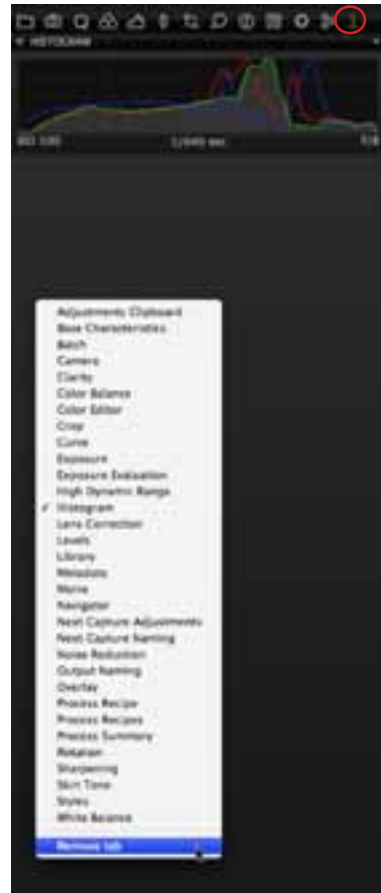 HISTOGRAM
ISO 100 1/640 sec f/8
Adjustments Clipboard
Base Characteristics
Batch
Camera
Clarity
Color Balance
Color Editor
Crop
Curve
Exposure
Exposure Evaluation
High Dynamic Range
✓ Histogram
Lens Correction
Levels
Library
Metadata
Moire
Navigator
Next Capture Adjustments
Next Capture Naming
Noise Reduction
Output Naming
Overlay
Process Recipe
Process Recipes
Process Summary
Rotation
Sharpening
Skin Tone
Styles
White Balance
Remove tab